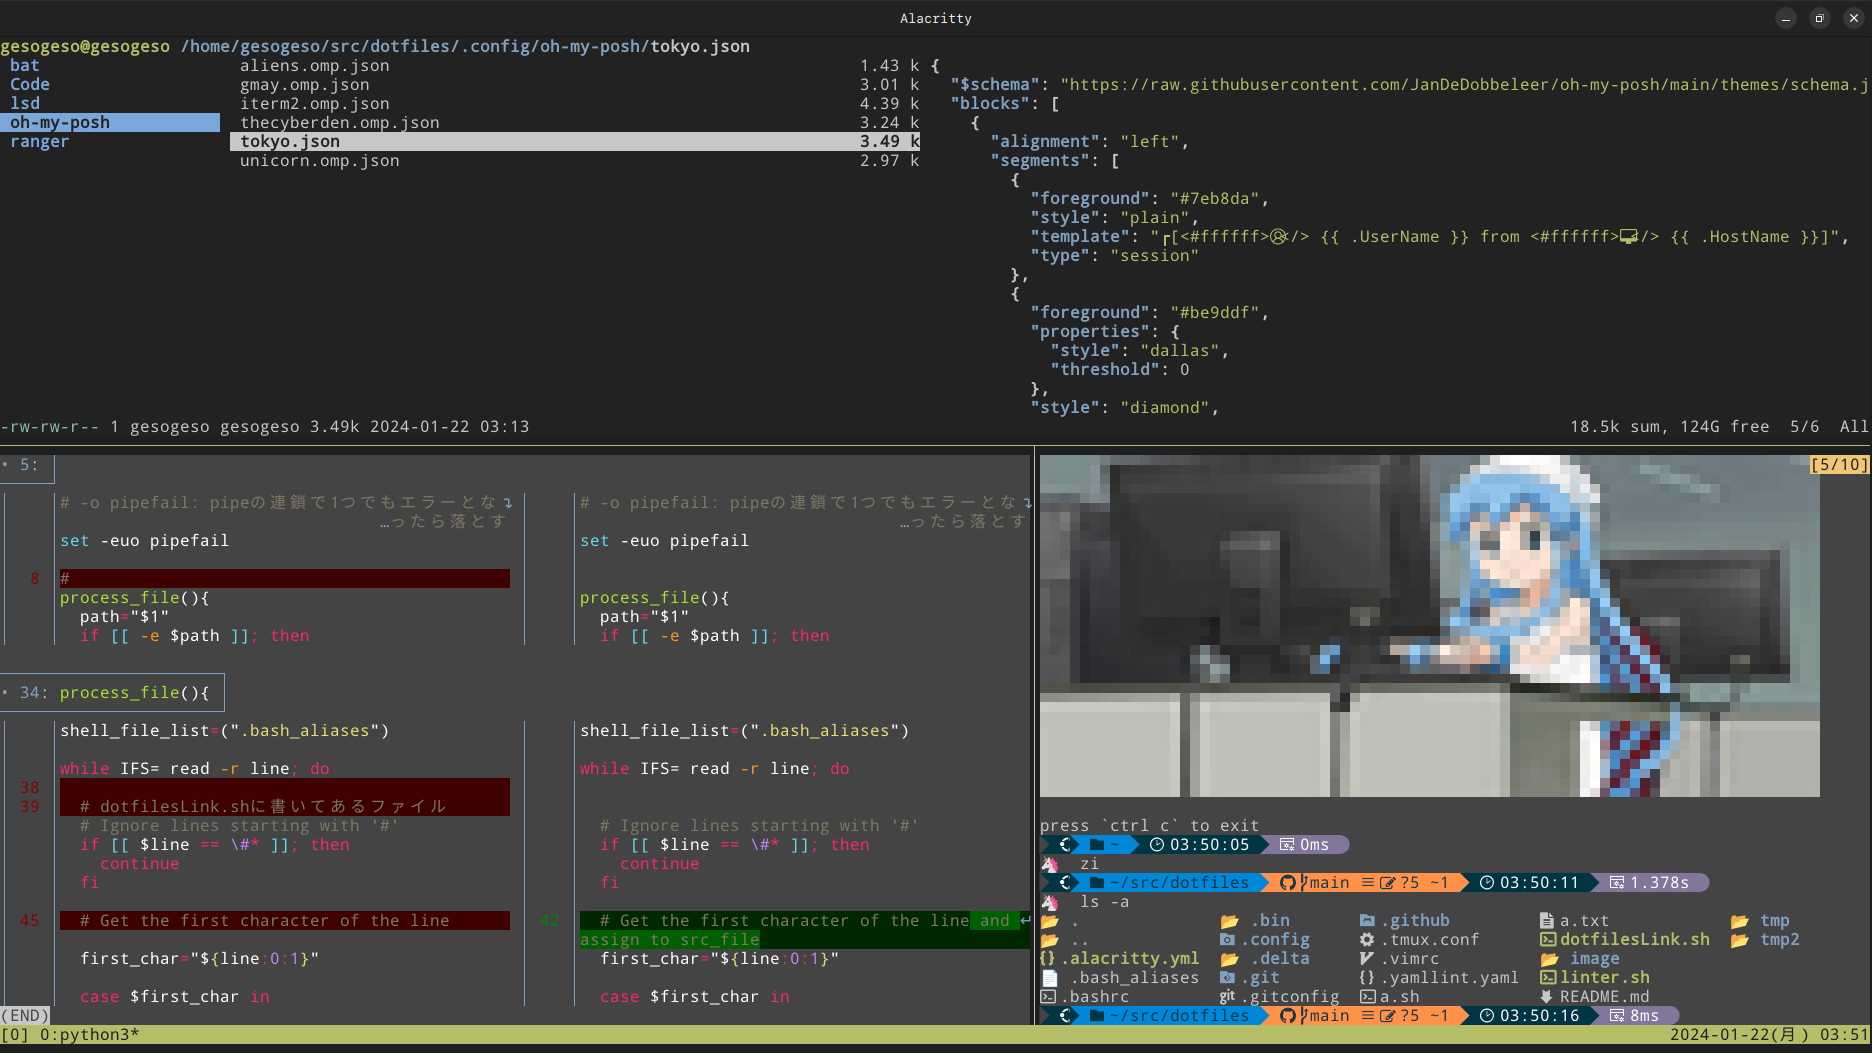 Alacritty
gesogeso@gesogeso /home/gesogeso/src/dotfiles/.config/oh-my-posh/tokyo.json
bat
Code
lsd
oh-my-posh
ranger
aliens.omp.json 1.43 k
gmay.omp.json 3.01 k
iterm2.omp.json 4.39 k
thecyberden.omp.json 3.24 k
tokyo.json 3.49 k
unicorn.omp.json 2.97 k
{
"$schema": "https://raw.githubusercontent.com/JanDeDobbeleer/oh-my-posh/main/themes/schema.j
"blocks": [
{
"alignment": "left",
"segments": [
{
"foreground": "#7eb8da",
"style": "plain",
"template": "┏[<#ffffff></> {{ .UserName }} from <#ffffff></> {{ .HostName }}]",
"type": "session"
},
{
"foreground": "#be9ddf",
"properties": {
"style": "dallas",
"threshold": 0
},
"style": "diamond",
-rw-rw-r-- 1 gesogeso gesogeso 3.49k 2024-01-22 03:13
18.5k sum, 124G free 5/6 All
• 5:
# -o pipefail: pipeの連鎖で1つでもエラーとな↴
…ったら落とす
set -euo pipefail
8 #
process_file(){
path="$1"
if [[ -e $path ]]; then
• 34: process_file(){
shell_file_list=(".bash_aliases")
while IFS= read -r line; do
38
39 # dotfilesLink.shに書いてあるファイル
# Ignore lines starting with '#'
if [[ $line == \#* ]]; then
continue
fi
45 # Get the first character of the line
first_char="${line:0:1}"
case $first_char in
(END)
# -o pipefail: pipeの連鎖で1つでもエラーとな↴
…ったら落とす
set -euo pipefail
process_file(){
path="$1"
if [[ -e $path ]]; then
shell_file_list=(".bash_aliases")
while IFS= read -r line; do
# Ignore lines starting with '#'
if [[ $line == \#* ]]; then
continue
fi
42 # Get the first character of the line and ↵
assign to src_file
first_char="${line:0:1}"
case $first_char in
[5/10]
press `ctrl c` to exit
~ 03:50:05 0ms
zi
~/src/dotfiles main ≡ ?5 ~1 03:50:11 1.378s
ls -a
. .bin .github a.txt tmp
.. .config .tmux.conf dotfilesLink.sh tmp2
{} .alacritty.yml .delta .vimrc image
.bash_aliases .git {} .yamllint.yaml linter.sh
.bashrc git .gitconfig a.sh README.md
~/src/dotfiles main ≡ ?5 ~1 03:50:16 8ms
[0] 0:python3*
2024-01-22(月) 03:51